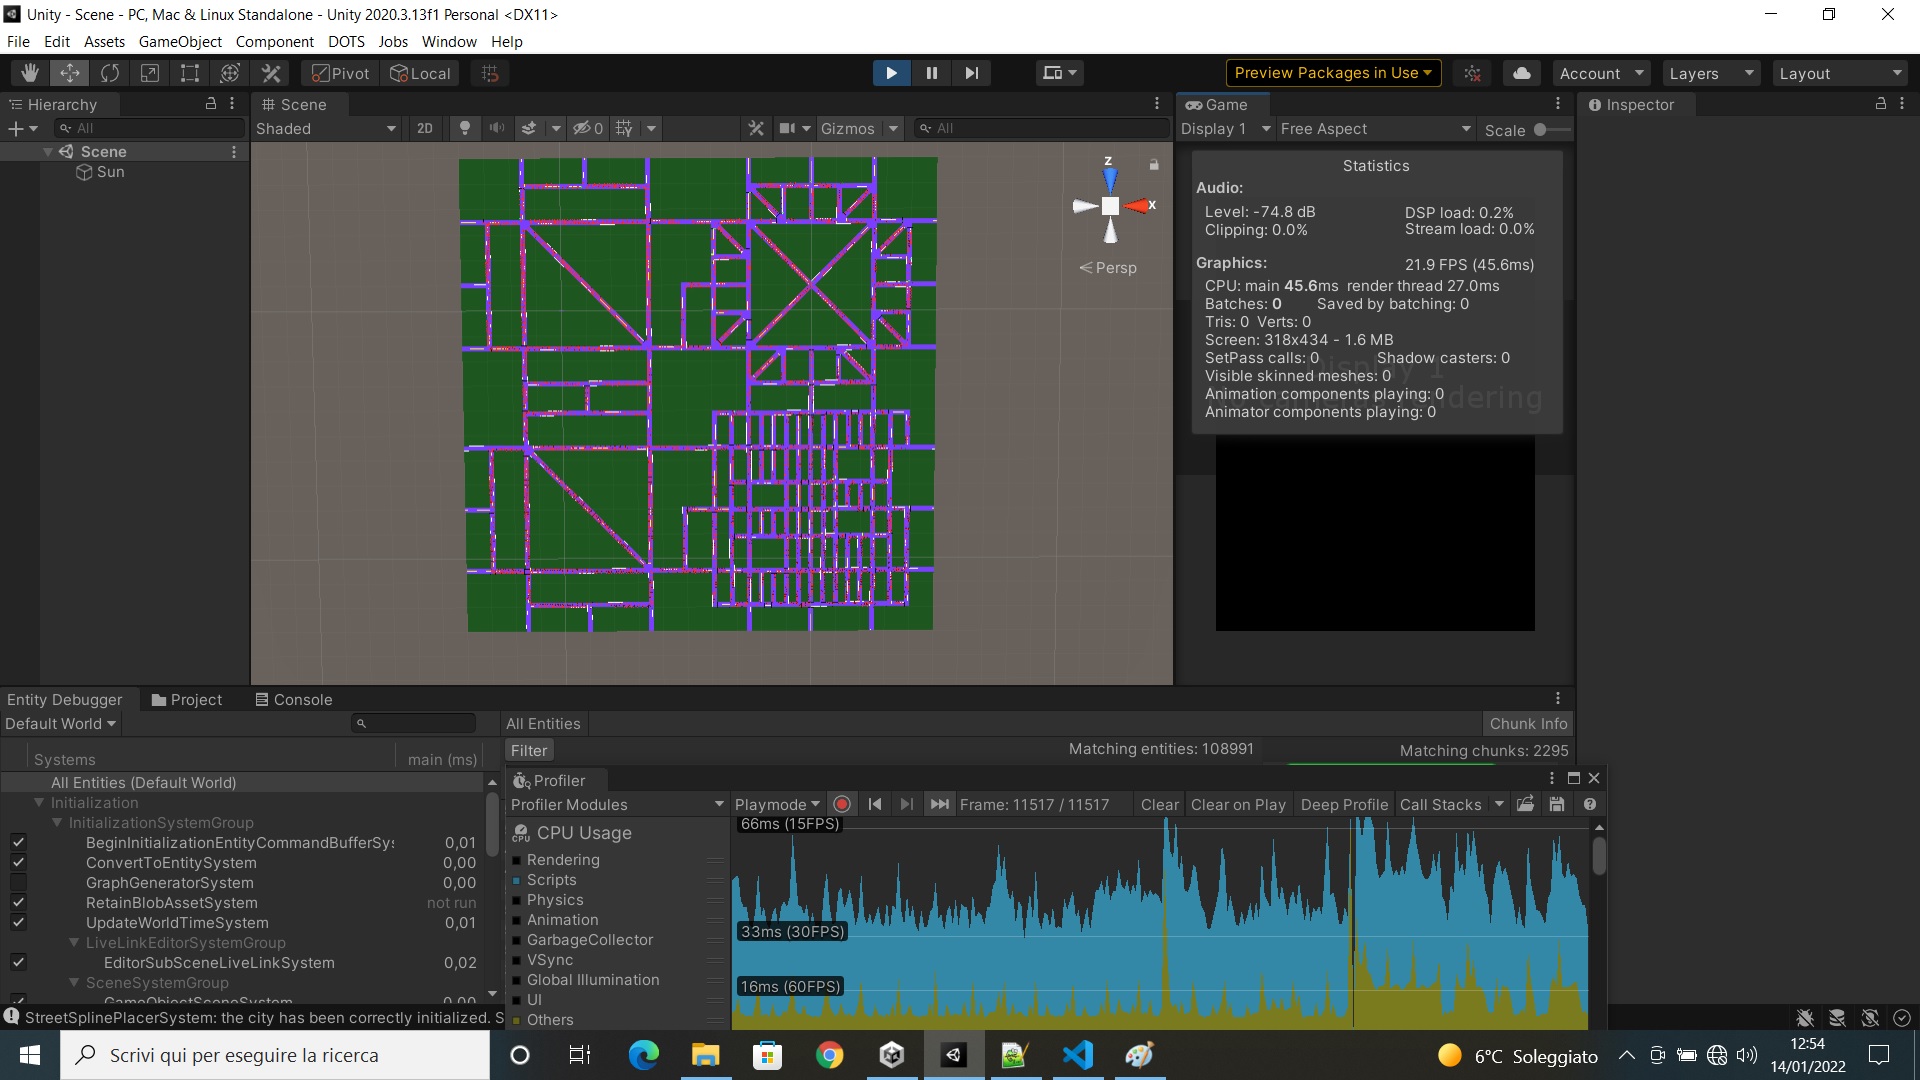 Unity - Scene - PC, Mac & Linux Standalone - Unity 2020.3.13f1 Personal <DX11>
File Edit Assets GameObject Component DOTS Jobs Window Help
Pivot Local Preview Packages in Use Account Layers Layout
Hierarchy
All
Scene
Sun
Scene
Shaded 2D 0 Gizmos All
z
x
Persp
Game
Display 1 Free Aspect Scale
Statistics
Audio:
Level: -74.8 dB DSP load: 0.2%
Clipping: 0.0% Stream load: 0.0%
Graphics: 21.9 FPS (45.6ms)
CPU: main 45.6ms render thread 27.0ms
Batches: 0 Saved by batching: 0
Tris: 0 Verts: 0
Screen: 318x434 - 1.6 MB
SetPass calls: 0 Shadow casters: 0
Visible skinned meshes: 0
Animation components playing: 0
Animator components playing: 0
Inspector
Entity Debugger Project Console
Default World
Systems main (ms)
All Entities (Default World)
Initialization
InitializationSystemGroup
BeginInitializationEntityCommandBufferSy
0,01
ConvertToEntitySystem 0,00
GraphGeneratorSystem 0,00
RetainBlobAssetSystem not run
UpdateWorldTimeSystem 0,01
LiveLinkEditorSystemGroup
EditorSubSceneLiveLinkSystem 0,02
SceneSystemGroup
GameObjectSceneSystem 0,00
StreetSplinePlacerSystem: the city has been correctly initialized. S
All Entities Chunk Info
Filter Matching entities: 108991 Matching chunks: 2295
Profiler
Profiler Modules Playmode Frame: 11517 / 11517 Clear Clear on Play Deep Profile Call Stacks
CPU Usage
Rendering
Scripts
Physics
Animation
GarbageCollector
VSync
Global Illumination
UI
Others
66ms (15FPS)
33ms (30FPS)
16ms (60FPS)
Scrivi qui per eseguire la ricerca
6°C Soleggiato
12:54
14/01/2022